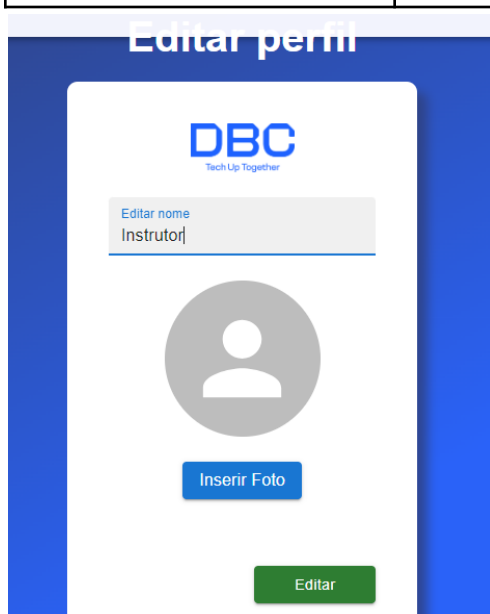 Editar perfil
DBC
Tech Up Together
Editar nome
Instrutor
Inserir Foto
Editar